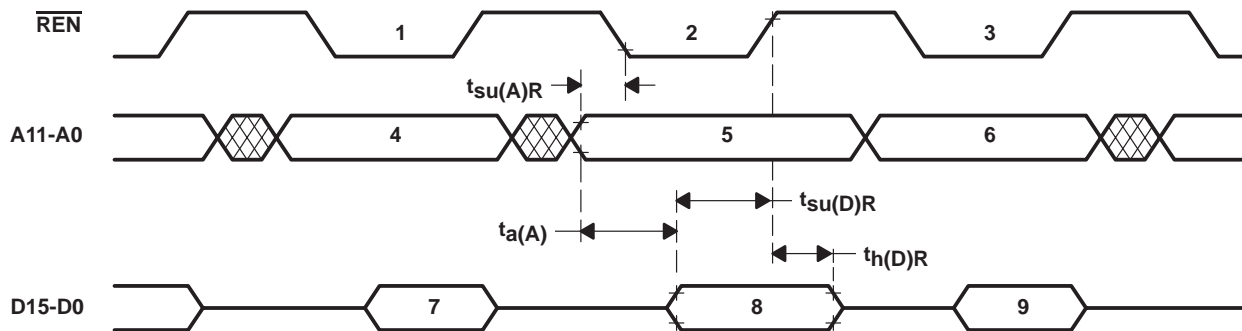 REN 1 2 3
tsu(A)R
A11-A0 4 5 6
tsu(D)R
ta(A)
th(D)R
D15-D0 7 8 9